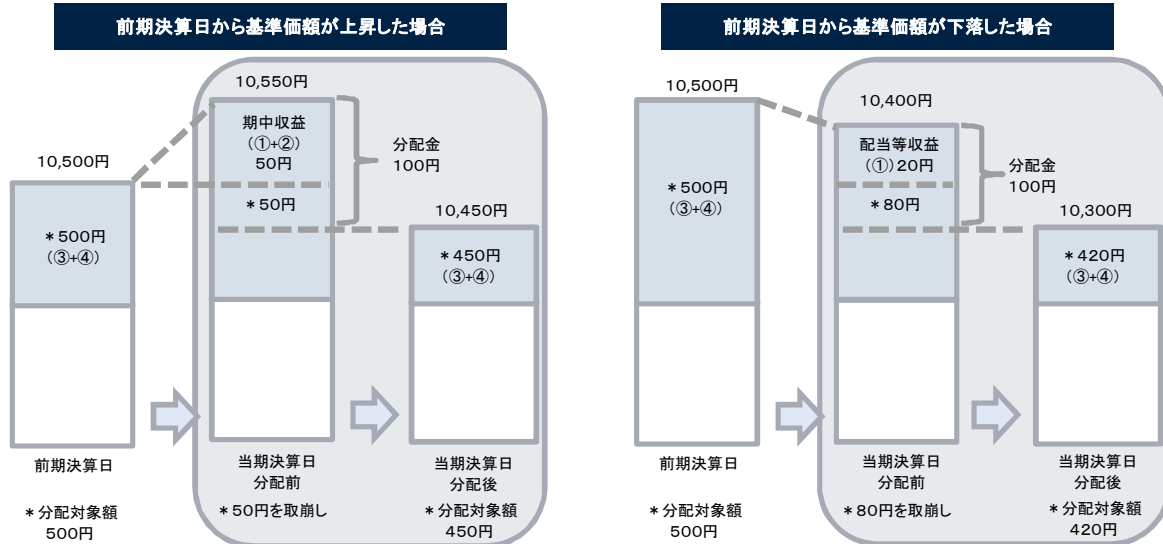 前期決算日から基準価額が上昇した場合
10,550円
期中収益
(①+②)
50円
分配金
100円
10,500円
*50円
10,450円
*500円
(③+④)
*450円
(③+④)
前期決算日
当期決算日
分配前
当期決算日
分配後
*分配対象額
500円
*50円を取崩し
*分配対象額
450円
前期決算日から基準価額が下落した場合
10,500円
10,400円
配当等収益
(①)20円
分配金
100円
*500円
(③+④)
*80円
10,300円
*420円
(③+④)
前期決算日
当期決算日
分配前
当期決算日
分配後
*分配対象額
500円
*80円を取崩し
*分配対象額
420円